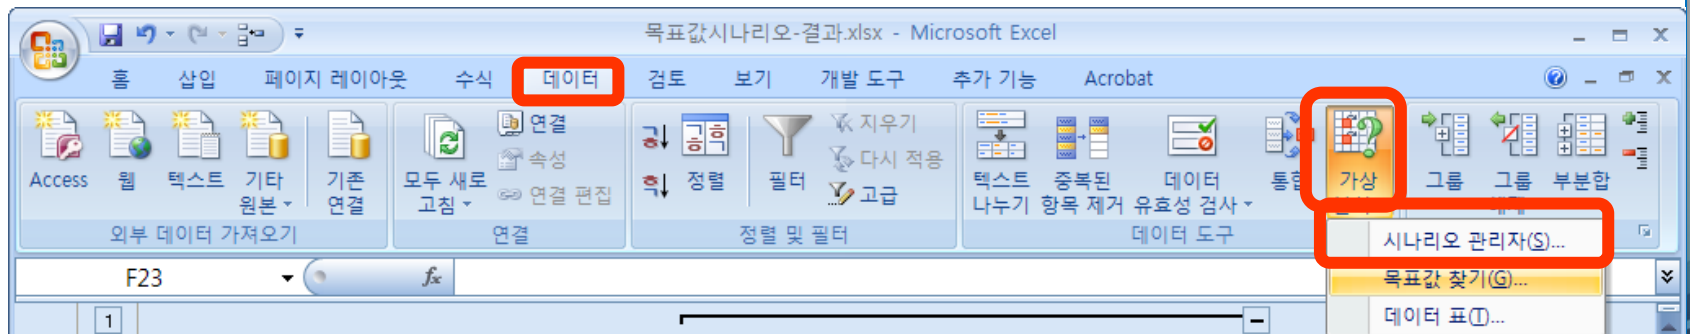 목표값시나리오-결과.xlsx - Microsoft Excel
홈 삽입 페이지 레이아웃 수식 데이터 검토 보기 개발 도구 추가 기능 Acrobat
Access 웹 텍스트 기타 원본 기존 연결
외부 데이터 가져오기
모두 새로 고침
연결
속성
연결 편집
연결
정렬
필터
지우기
다시 적용
고급
정렬 및 필터
텍스트 나누기 중복된 항목 제거 데이터 유효성 검사 가상
데이터 도구
그룹 그룹 부분합
시나리오 관리자(S)...
목표값 찾기(G)...
데이터 표(T)...
F23 fx
1